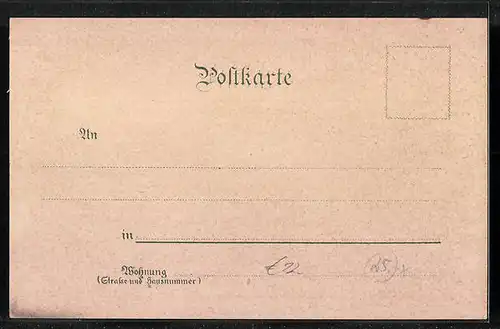 Postkarte
An
in
Wohnung
(Straße und Hausnummer)